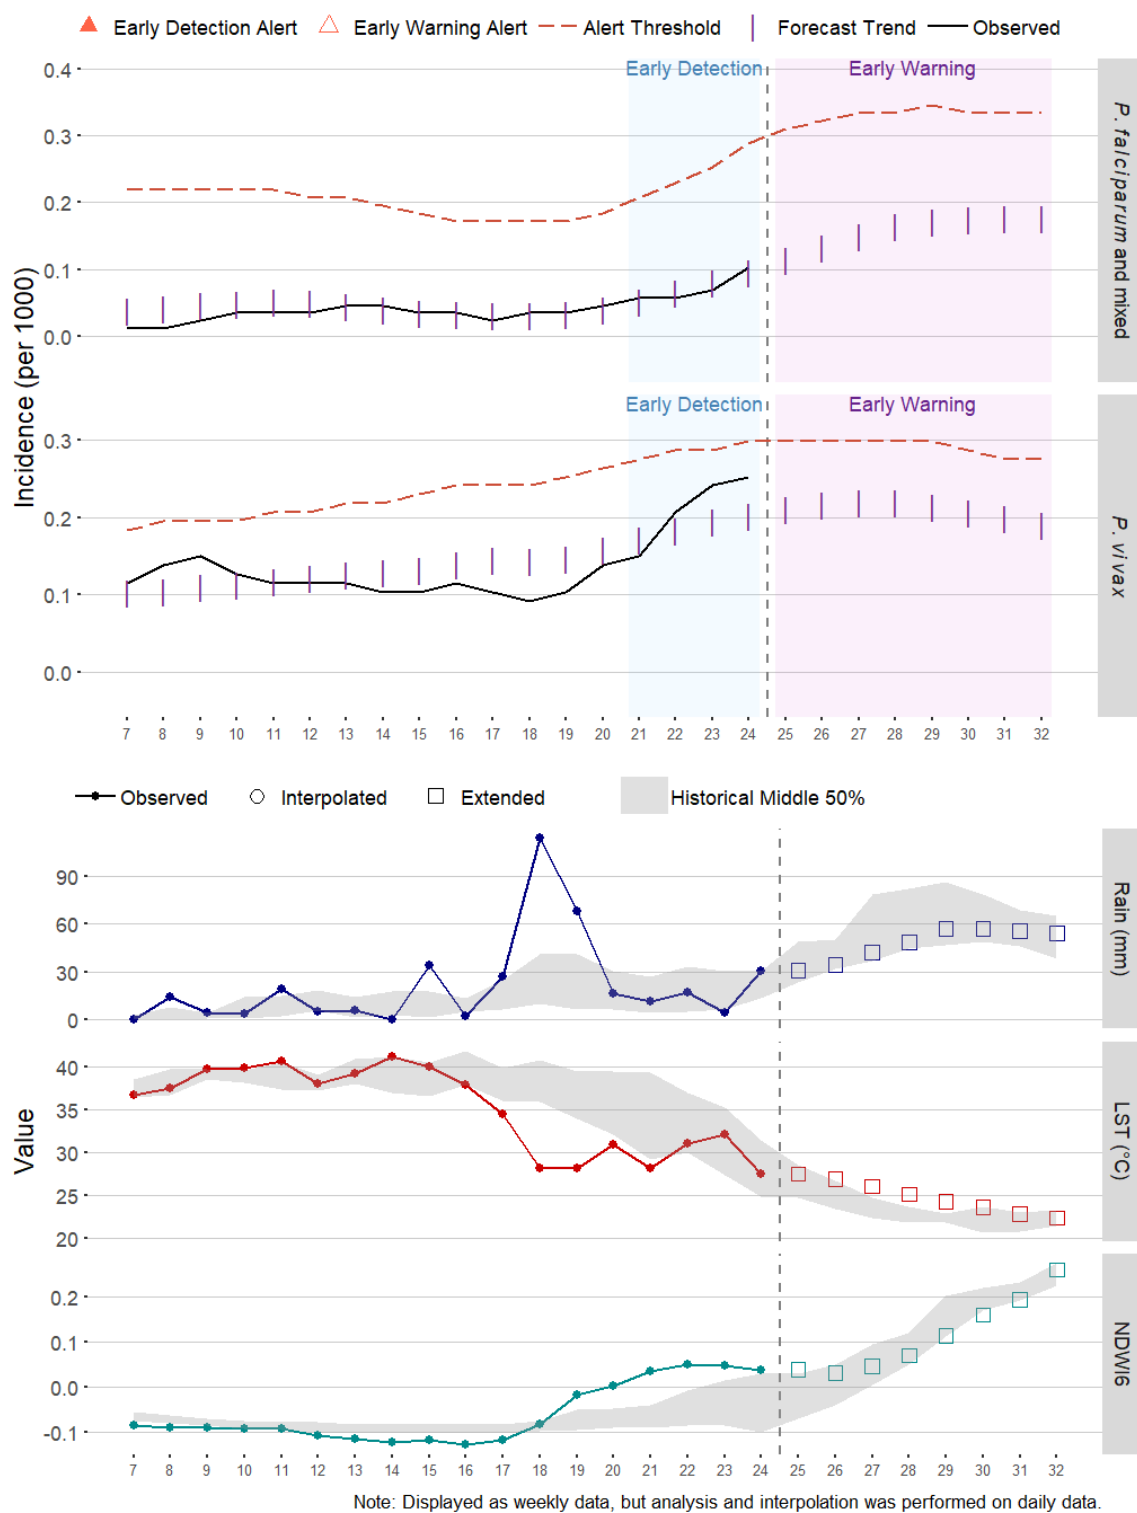 Early Detection Alert Early Warning Alert Alert Threshold Forecast Trend Observed
Incidence (per 1000)
Early Detection Early Warning
0.4
0.3
0.2
0.1
0.0
P. falciparum and mixed
Early Detection Early Warning
0.3
0.2
0.1
0.0
P. vivax
7 8 9 10 11 12 13 14 15 16 17 18 19 20 21 22 23 24 25 26 27 28 29 30 31 32
Observed Interpolated Extended Historical Middle 50%
Value
90
60
30
0
Rain (mm)
40
35
30
25
20
LST (°C)
0.2
0.1
0.0
-0.1
NDWI6
7 8 9 10 11 12 13 14 15 16 17 18 19 20 21 22 23 24 25 26 27 28 29 30 31 32
Note: Displayed as weekly data, but analysis and interpolation was performed on daily data.